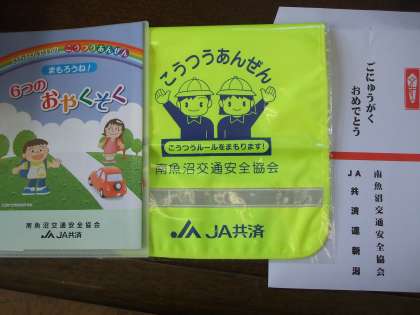 こうつうあんぜん
まもろうね!
6つの
おやくそく
南魚沼交通安全協会
JA共済
こうつうあんぜん
こうつうルールをまもります!
南魚沼交通安全協会
JA共済
ごにゅうがく
おめでとう
南魚沼交通安全協会
JA共済連新潟